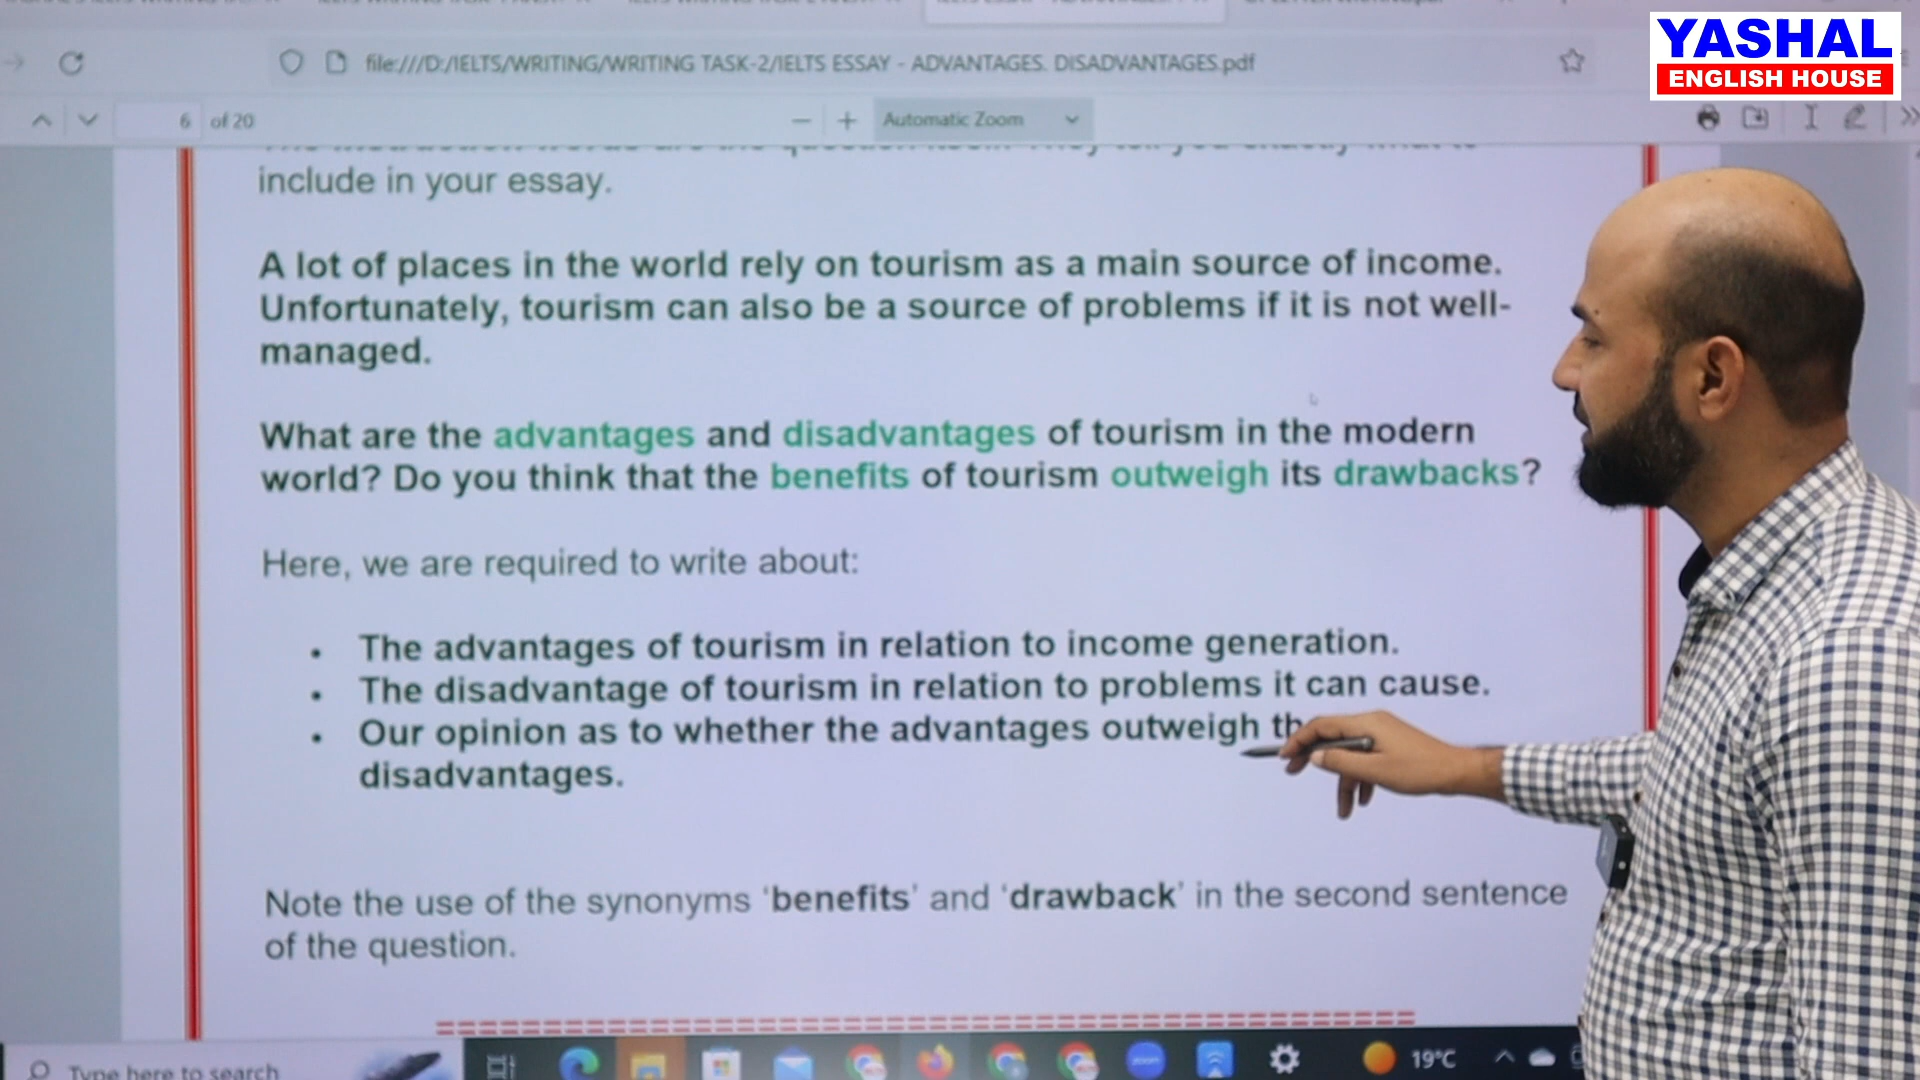 YASHAL
ENGLISH HOUSE
file:///D:/IELTS/WRITING/WRITING TASK-2/IELTS ESSAY - ADVANTAGES. DISADVANTAGES.pdf
6 of 20
Automatic Zoom
include in your essay.
A lot of places in the world rely on tourism as a main source of income.
Unfortunately, tourism can also be a source of problems if it is not well-
managed.
What are the advantages and disadvantages of tourism in the modern
world? Do you think that the benefits of tourism outweigh its drawbacks?
Here, we are required to write about:
• The advantages of tourism in relation to income generation.
• The disadvantage of tourism in relation to problems it can cause.
• Our opinion as to whether the advantages outweigh th
disadvantages.
Note the use of the synonyms ‘benefits’ and ‘drawback’ in the second sentence
of the question.
Type here to search
zoom
19°C